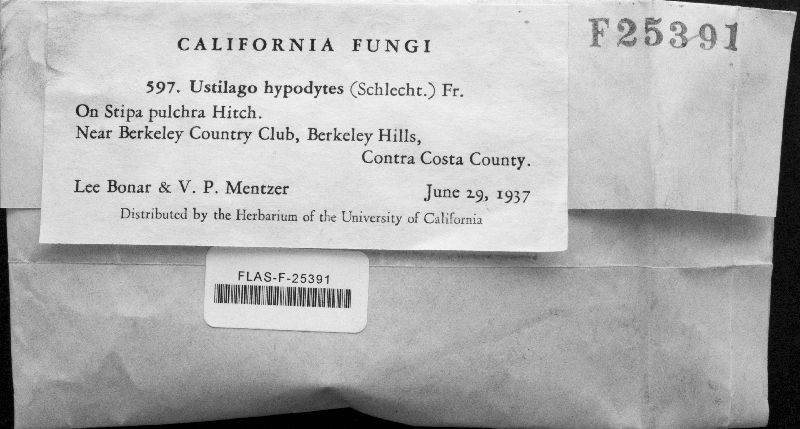 CALIFORNIA FUNGI
F25391
597. Ustilago hypodytes (Schlecht.) Fr.
On Stipa pulchra Hitch.
Near Berkeley Country Club, Berkeley Hills,
Contra Costa County.
Lee Bonar & V. P. Mentzer June 29, 1937
Distributed by the Herbarium of the University of California
FLAS-F-25391